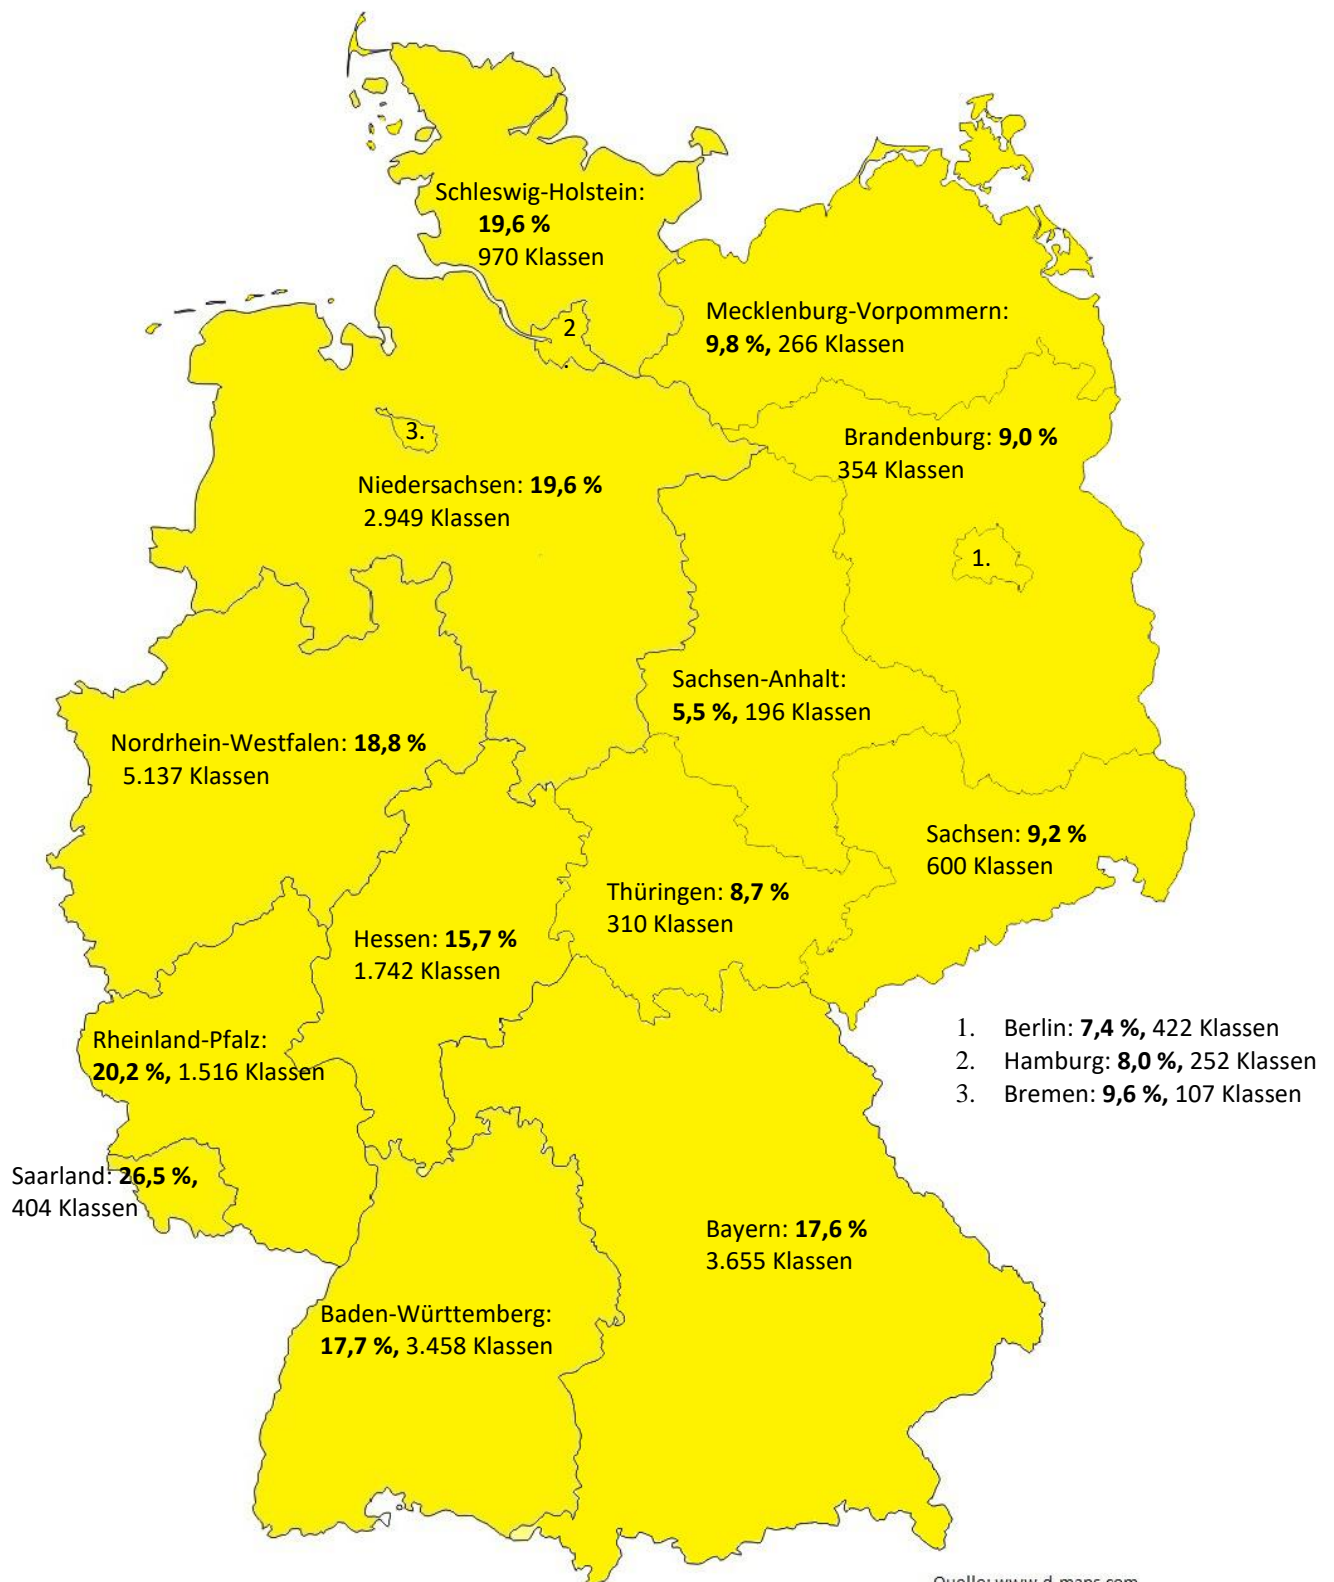 Schleswig-Holstein:
19,6 %
970 Klassen
Mecklenburg-Vorpommern:
9,8 %, 266 Klassen
2
.
3.
Brandenburg: 9,0 %
354 Klassen
Niedersachsen: 19,6 %
2.949 Klassen
1.
Sachsen-Anhalt:
5,5 %, 196 Klassen
Nordrhein-Westfalen: 18,8 %
5.137 Klassen
Sachsen: 9,2 %
600 Klassen
Thüringen: 8,7 %
310 Klassen
Hessen: 15,7 %
1.742 Klassen
Rheinland-Pfalz:
20,2 %, 1.516 Klassen
1. Berlin: 7,4 %, 422 Klassen
2. Hamburg: 8,0 %, 252 Klassen
3. Bremen: 9,6 %, 107 Klassen
Saarland: 26,5 %,
404 Klassen
Bayern: 17,6 %
3.655 Klassen
Baden-Württemberg:
17,7 %, 3.458 Klassen
Quelle: www.d-maps.com